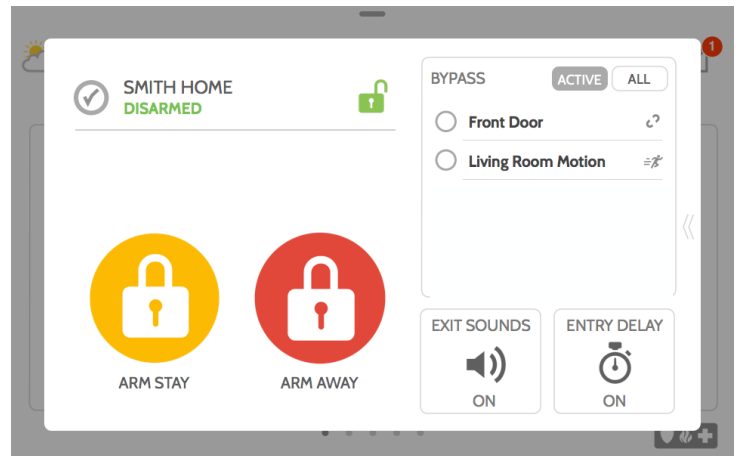 1
SMITH HOME
DISARMED
ARM STAY
ARM AWAY
BYPASS
ACTIVE
ALL
Front Door
Living Room Motion
EXIT SOUNDS
ON
ENTRY DELAY
ON